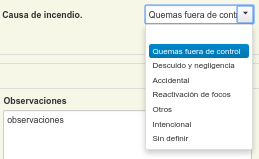 Causa de incendio.
Quemas fuera de contr
Quemas fuera de control
Descuido y negligencia
Accidental
Reactivación de focos
Otros
Intencional
Sin definir
Observaciones
observaciones